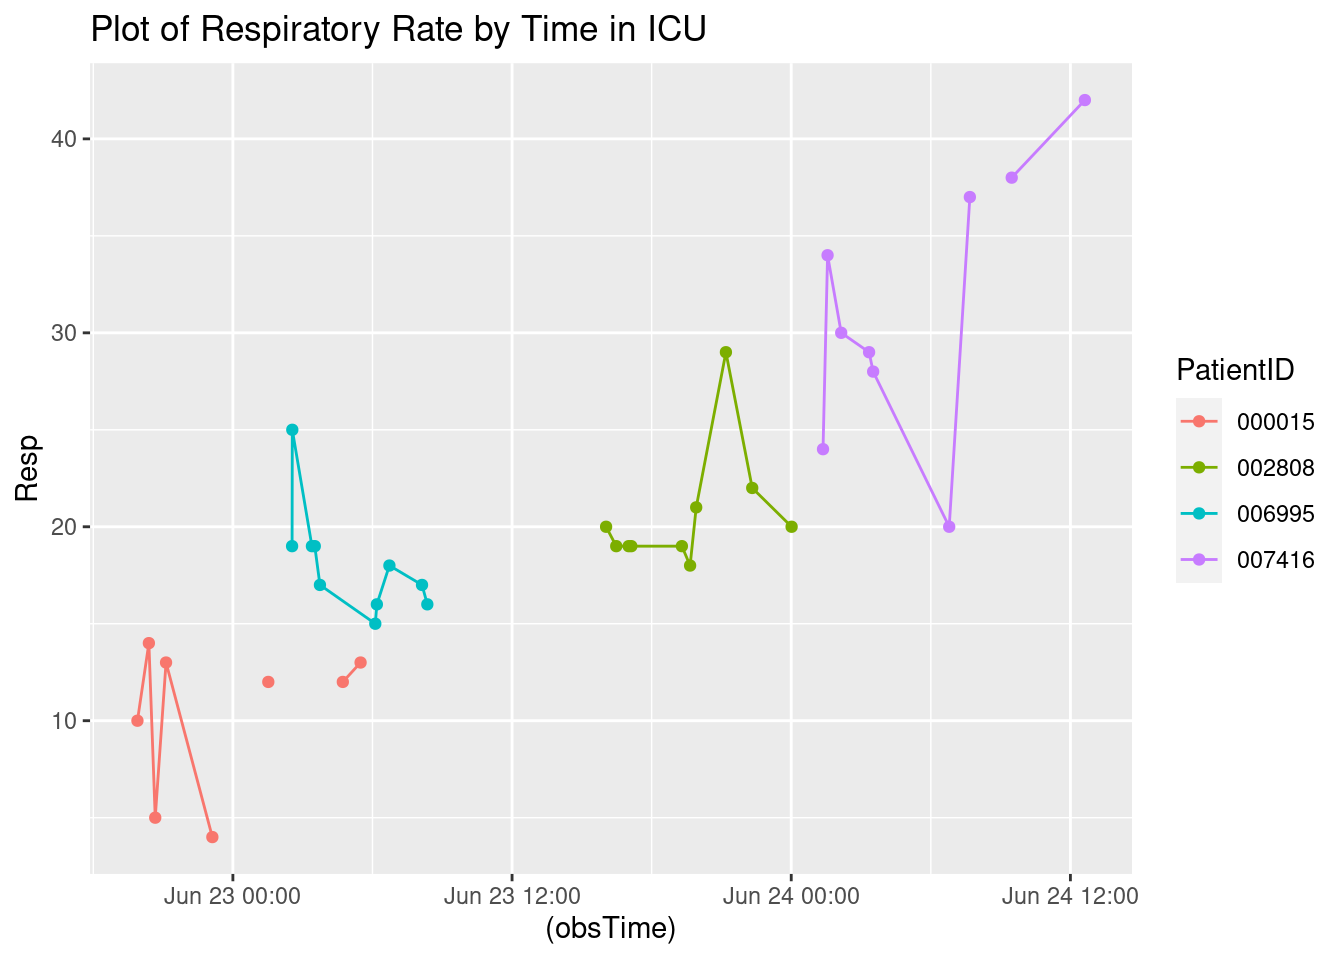 Plot of Respiratory Rate by Time in ICU
Resp
40
30
20
10
Jun 23 00:00
Jun 23 12:00
Jun 24 00:00
Jun 24 12:00
(obsTime)
PatientID
000015
002808
006995
007416